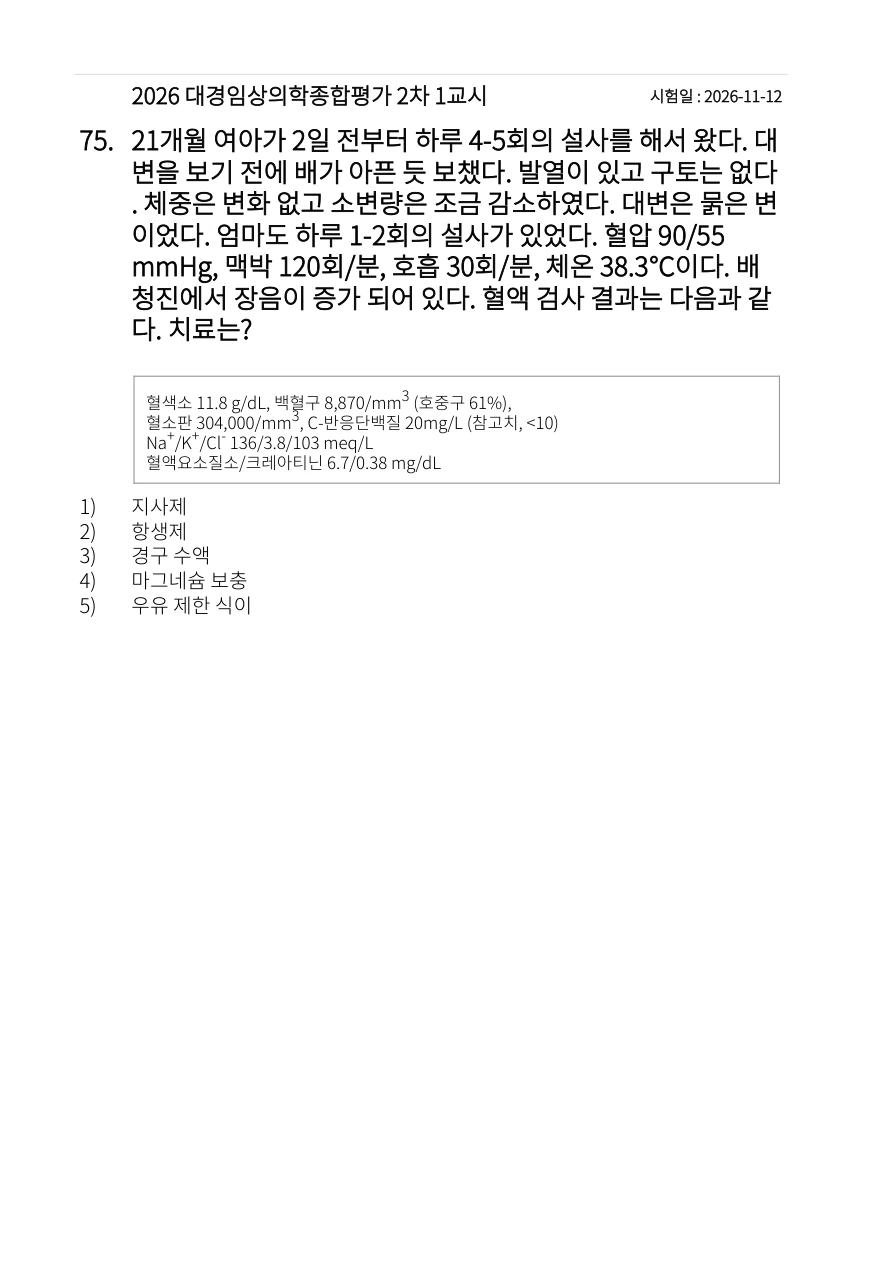 2026 대경임상의학종합평가 2차 1교시
시험일 : 2026-11-12
75. 21개월 여아가 2일 전부터 하루 4-5회의 설사를 해서 왔다. 대
변을 보기 전에 배가 아픈 듯 보챘다. 발열이 있고 구토는 없다
. 체중은 변화 없고 소변량은 조금 감소하였다. 대변은 묽은 변
이었다. 엄마도 하루 1-2회의 설사가 있었다. 혈압 90/55
mmHg, 맥박 120회/분, 호흡 30회/분, 체온 38.3℃이다. 배
청진에서 장음이 증가 되어 있다. 혈액 검사 결과는 다음과 같
다. 치료는?
혈색소 11.8 g/dL, 백혈구 8,870/mm³ (호중구 61%),
혈소판 304,000/mm³, C-반응단백질 20mg/L (참고치, <10)
Na⁺/K⁺/Cl⁻ 136/3.8/103 meq/L
혈액요소질소/크레아티닌 6.7/0.38 mg/dL
1) 지사제
2) 항생제
3) 경구 수액
4) 마그네슘 보충
5) 우유 제한 식이